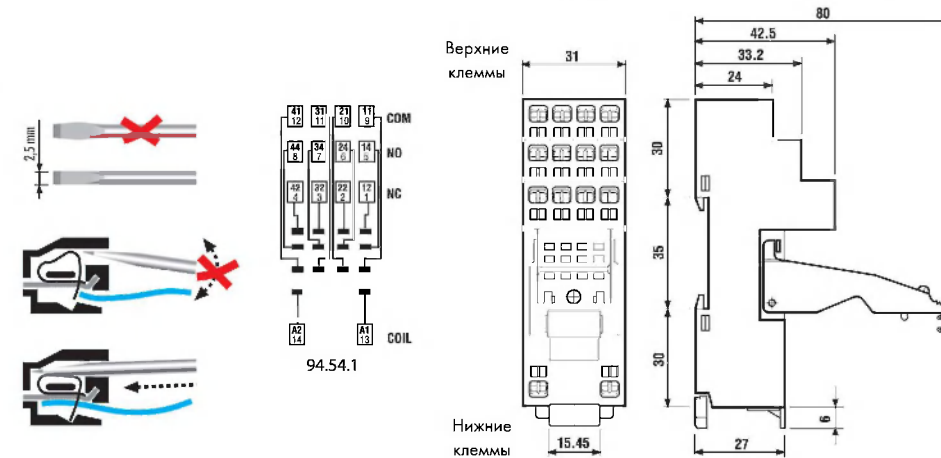 2,5 mm
41 31 21 11
12 11 10 9
COM
44 34 24 14
8 7 6 5
NO
42 32 22 12
4 3 2 1
NC
A2 A1
14 13
COIL
94.54.1
Верхние
клеммы
31
Нижние
клеммы
15.45
80
42.5
33.2
24
30
35
30
6
27